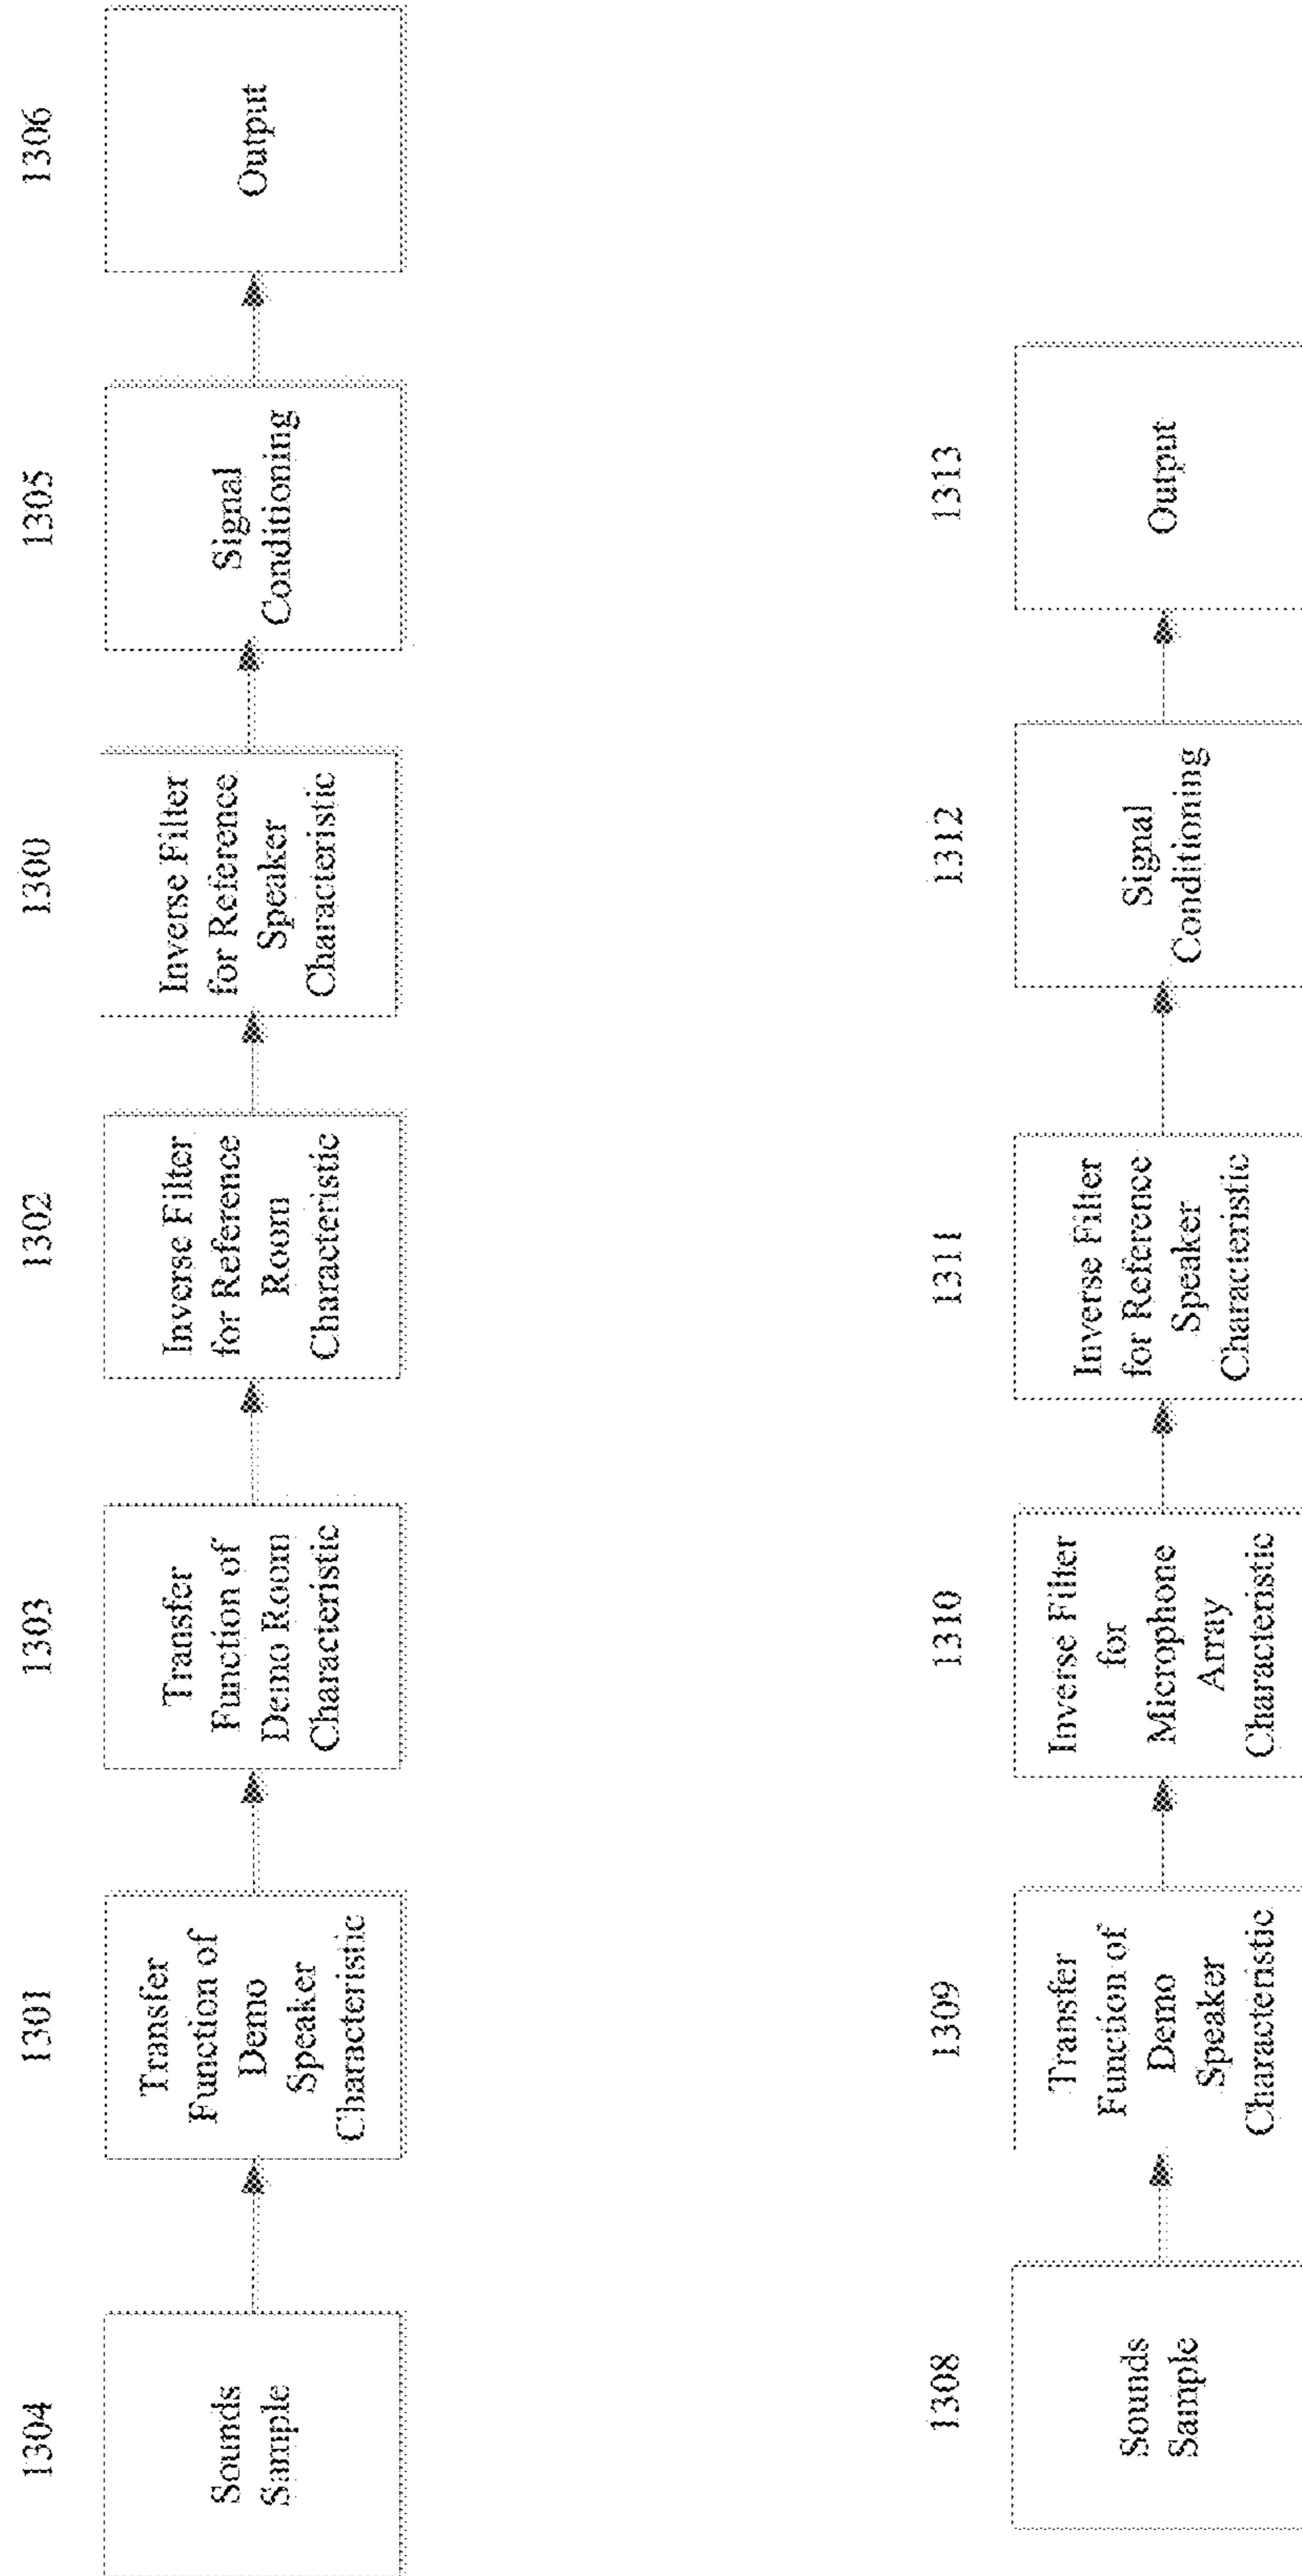 1304
Sounds
Sample
1301
Transfer
Function of
Demo
Speaker
Characteristic
1303
Transfer
Function of
Demo Room
Characteristic
1302
Inverse Filter
for Reference
Room
Characteristic
1300
Inverse Filter
for Reference
Speaker
Characteristic
1305
Signal
Conditioning
1306
Output
1308
Sounds
Sample
1309
Transfer
Function of
Demo
Speaker
Characteristic
1310
Inverse Filter
for
Microphone
Array
Characteristic
1311
Inverse Filter
for Reference
Speaker
Characteristic
1312
Signal
Conditioning
1313
Output